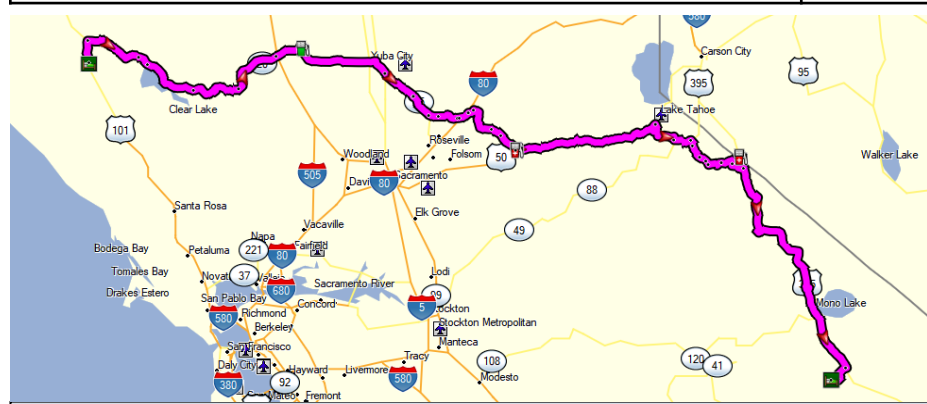 580
Carson City
Yuba City
95
80
395
20
Clear Lake
Lake Tahoe
101
Roseville
50
Folsom
Woodland
Walker Lake
505
80
Sacramento
88
Santa Rosa
Elk Grove
Vacaville
49
Napa
Bodega Bay
Petaluma
221
80
Fairfield
Tomales Bay
37
Lodi
Drakes Estero
680
Sacramento River
San Pablo Bay
Concord
99
Mono Lake
580
Richmond
5
Berkeley
Stockton Metropolitan
San Francisco
Manteca
Daly City
Tracy
108
120
41
Hayward
Livermore
580
Modesto
380
92
Fremont